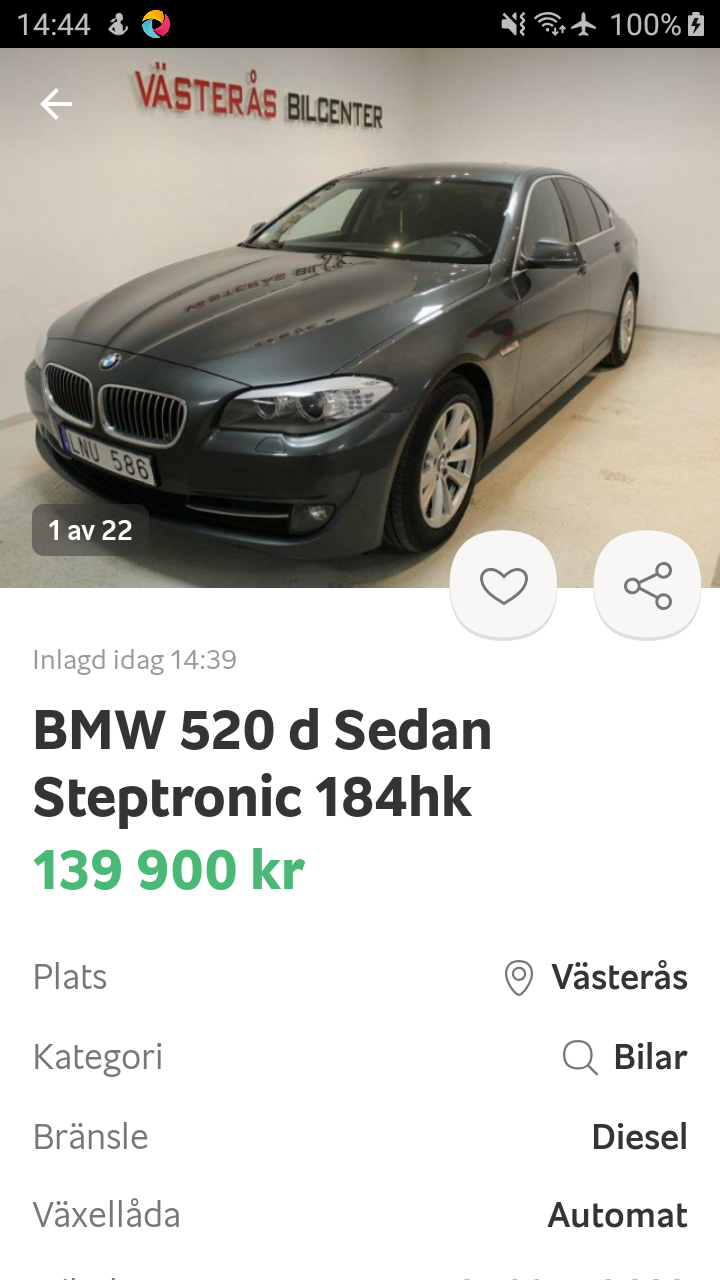 14:44
100%
VÄSTERÅS BILCENTER
LNU 586
1 av 22
Inlagd idag 14:39
BMW 520 d Sedan
Steptronic 184hk
139 900 kr
Plats Västerås
Kategori Bilar
Bränsle Diesel
Växellåda Automat